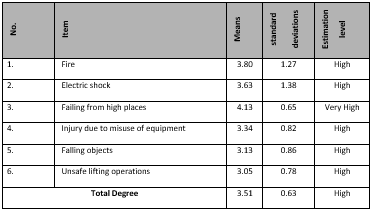 No. Item Means standard deviations Estimation level
1. Fire 3.80 1.27 High
2. Electric shock 3.63 1.38 High
3. Failing from high places 4.13 0.65 Very High
4. Injury due to misuse of equipment 3.34 0.82 High
5. Falling objects 3.13 0.86 High
6. Unsafe lifting operations 3.05 0.78 High
Total Degree 3.51 0.63 High